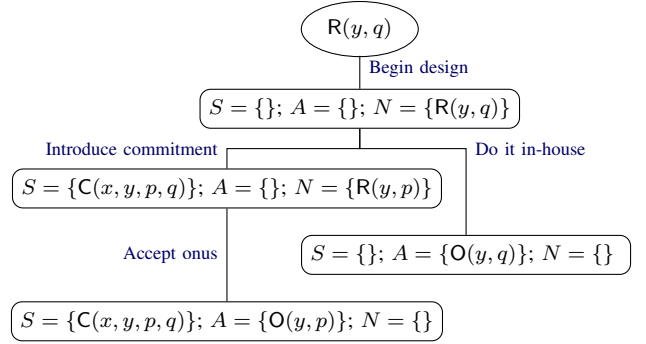 R(y, q)
Begin design
S = {}; A = {}; N = {R(y, q)}
Introduce commitment
Do it in-house
S = {C(x, y, p, q)}; A = {}; N = {R(y, p)}
Accept onus
S = {}; A = {O(y, q)}; N = {}
S = {C(x, y, p, q)}; A = {O(y, p)}; N = {}